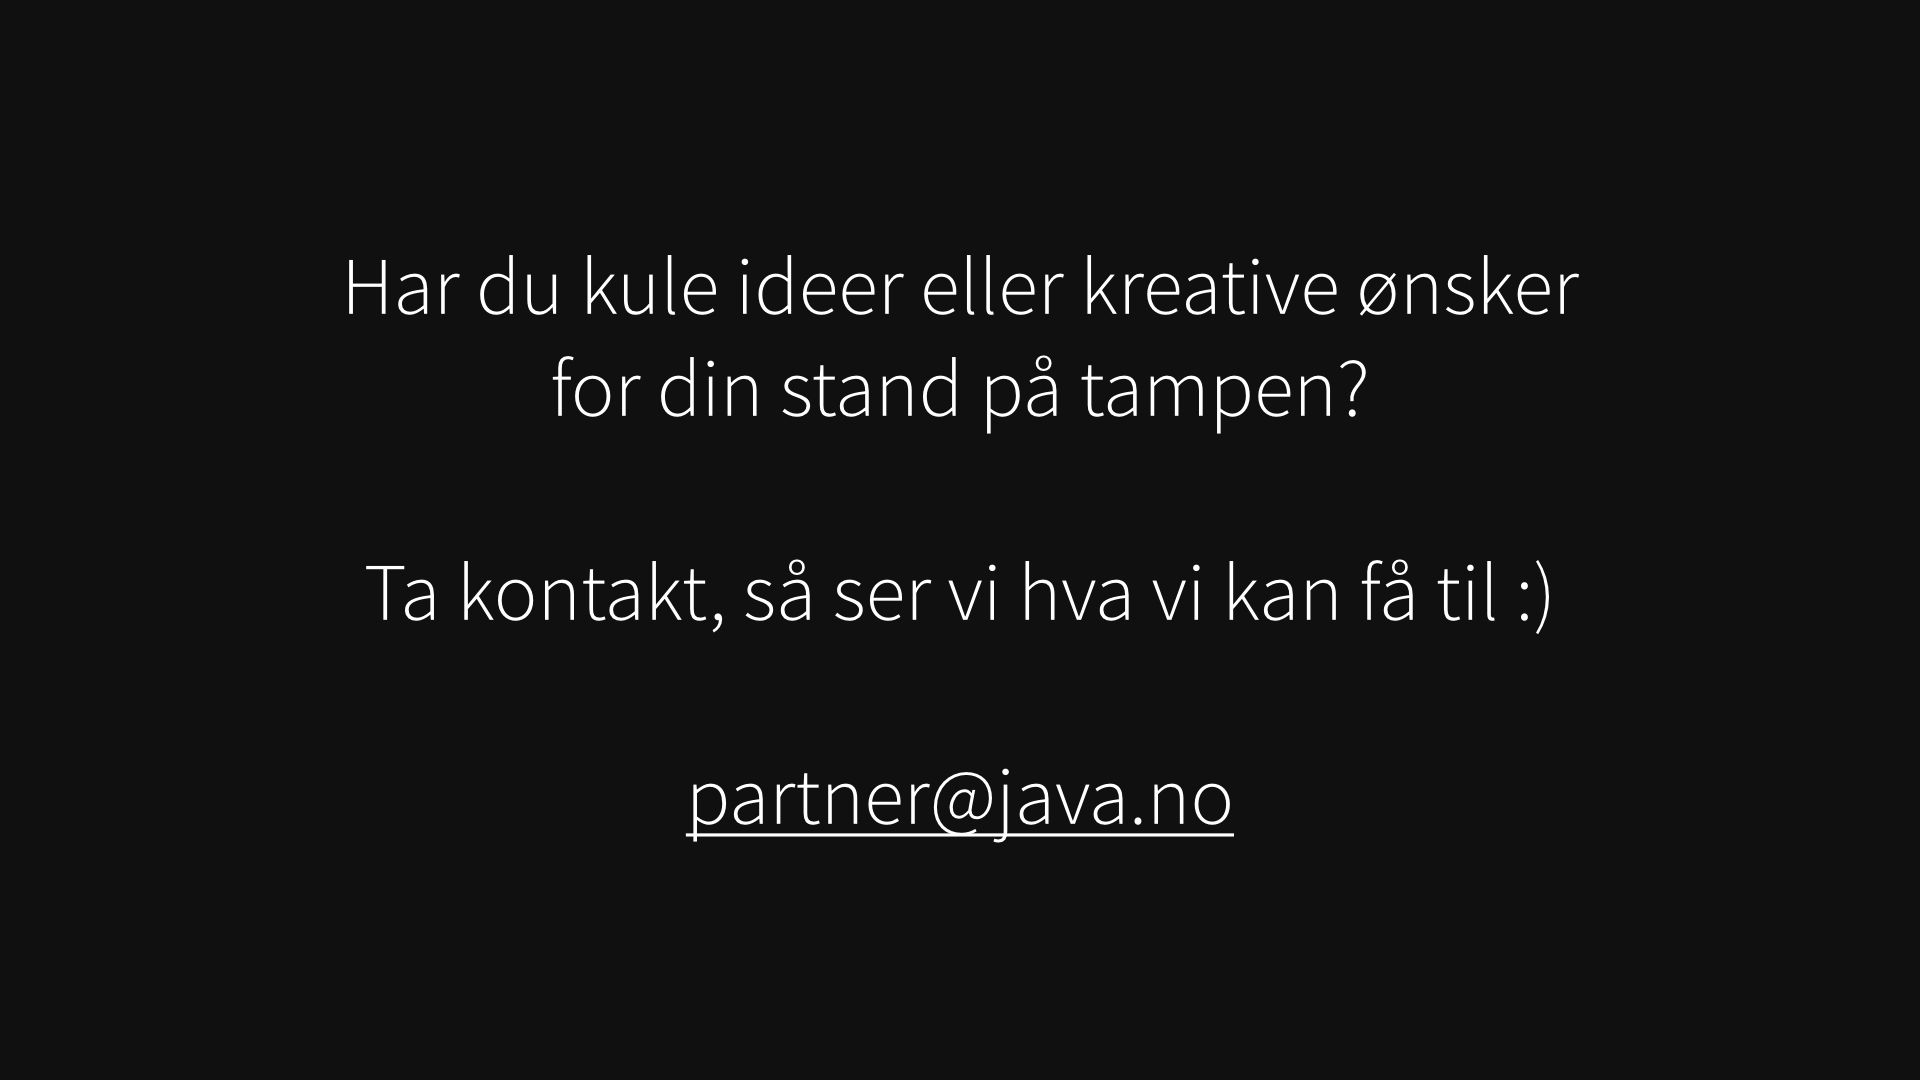 Har du kule ideer eller kreative ønsker
for din stand på tampen?
Ta kontakt, så ser vi hva vi kan få til :)
partner@java.no